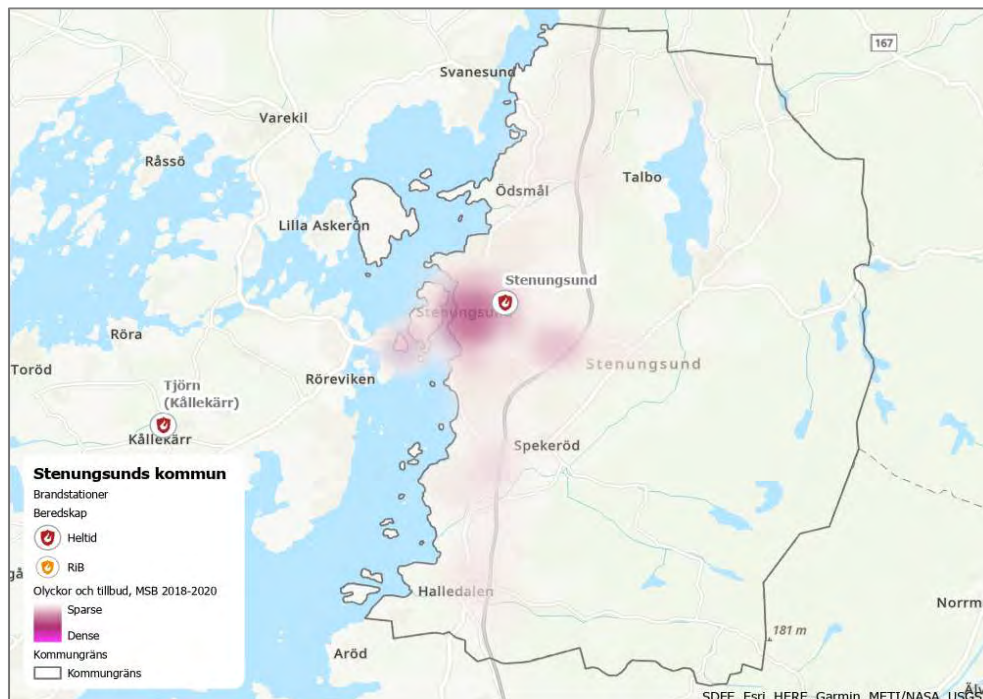 167
Svanesund
Varekil
Råssö
Talbo
Ödsmål
Lilla Askerön
Stenungsund
Stenungsund
Röra
Stenungsund
Toröd
Röreviken
Tjörn
(Kållekärr)
Kållekärr
Spekeröd
Stenungsunds kommun
Brandstationer
Beredskap
Heltid
RiB
Olyckor och tillbud, MSB 2018-2020
Sparse
Dense
Kommungräns
Kommungräns
Halledalen
Norrm
181 m
Aröd
SDFE, Esri, HERE, Garmin, METI/NASA, USGS